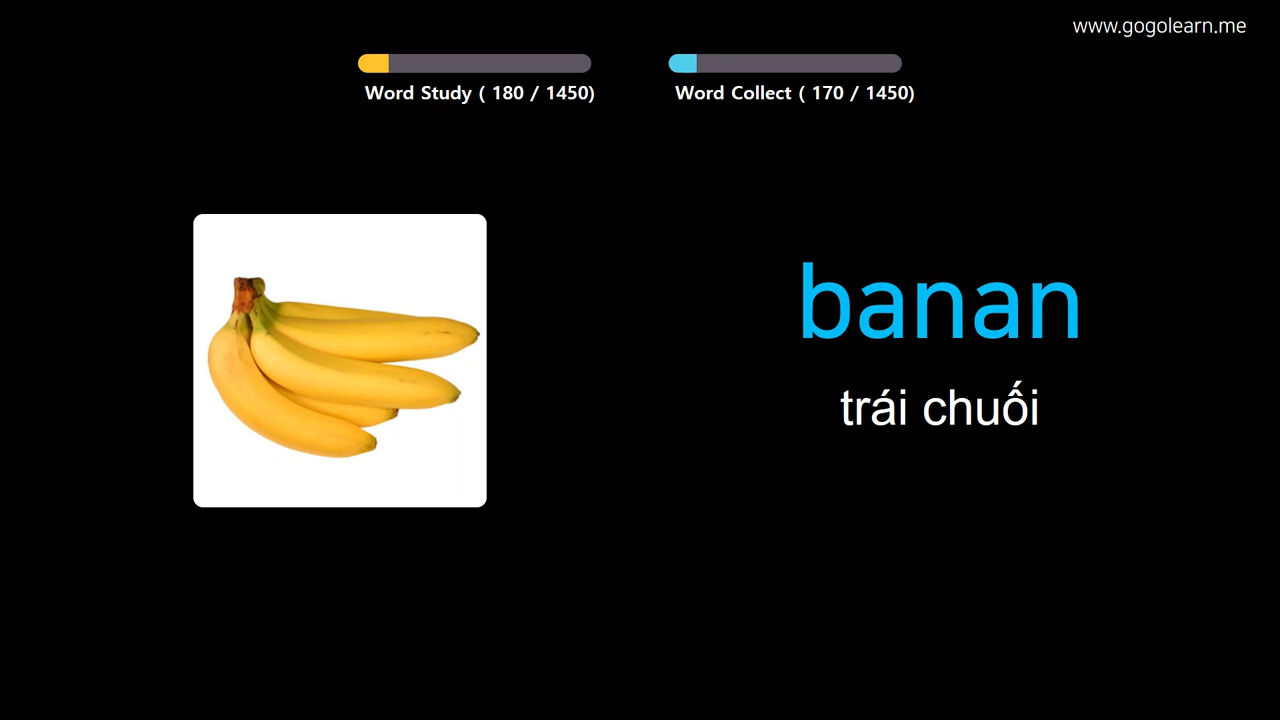 www.gogolearn.me
Word Study ( 180 / 1450)
Word Collect ( 170 / 1450)
banan
trái chuối